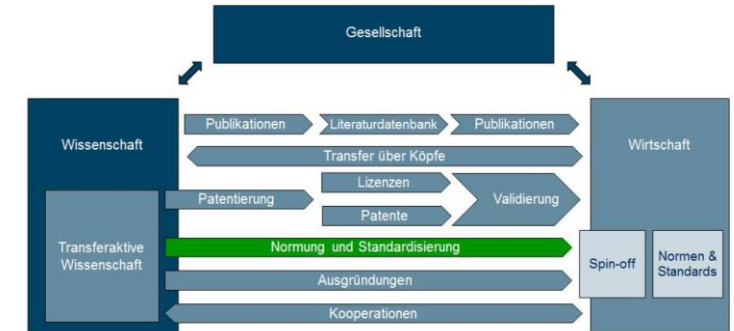 Gesellschaft
Wissenschaft
Publikationen
Literaturdatenbank
Publikationen
Wirtschaft
Transfer über Köpfe
Lizenzen
Patentierung
Validierung
Patente
Transferaktive
Wissenschaft
Normung und Standardisierung
Spin-off
Normen &
Standards
Ausgründungen
Kooperationen